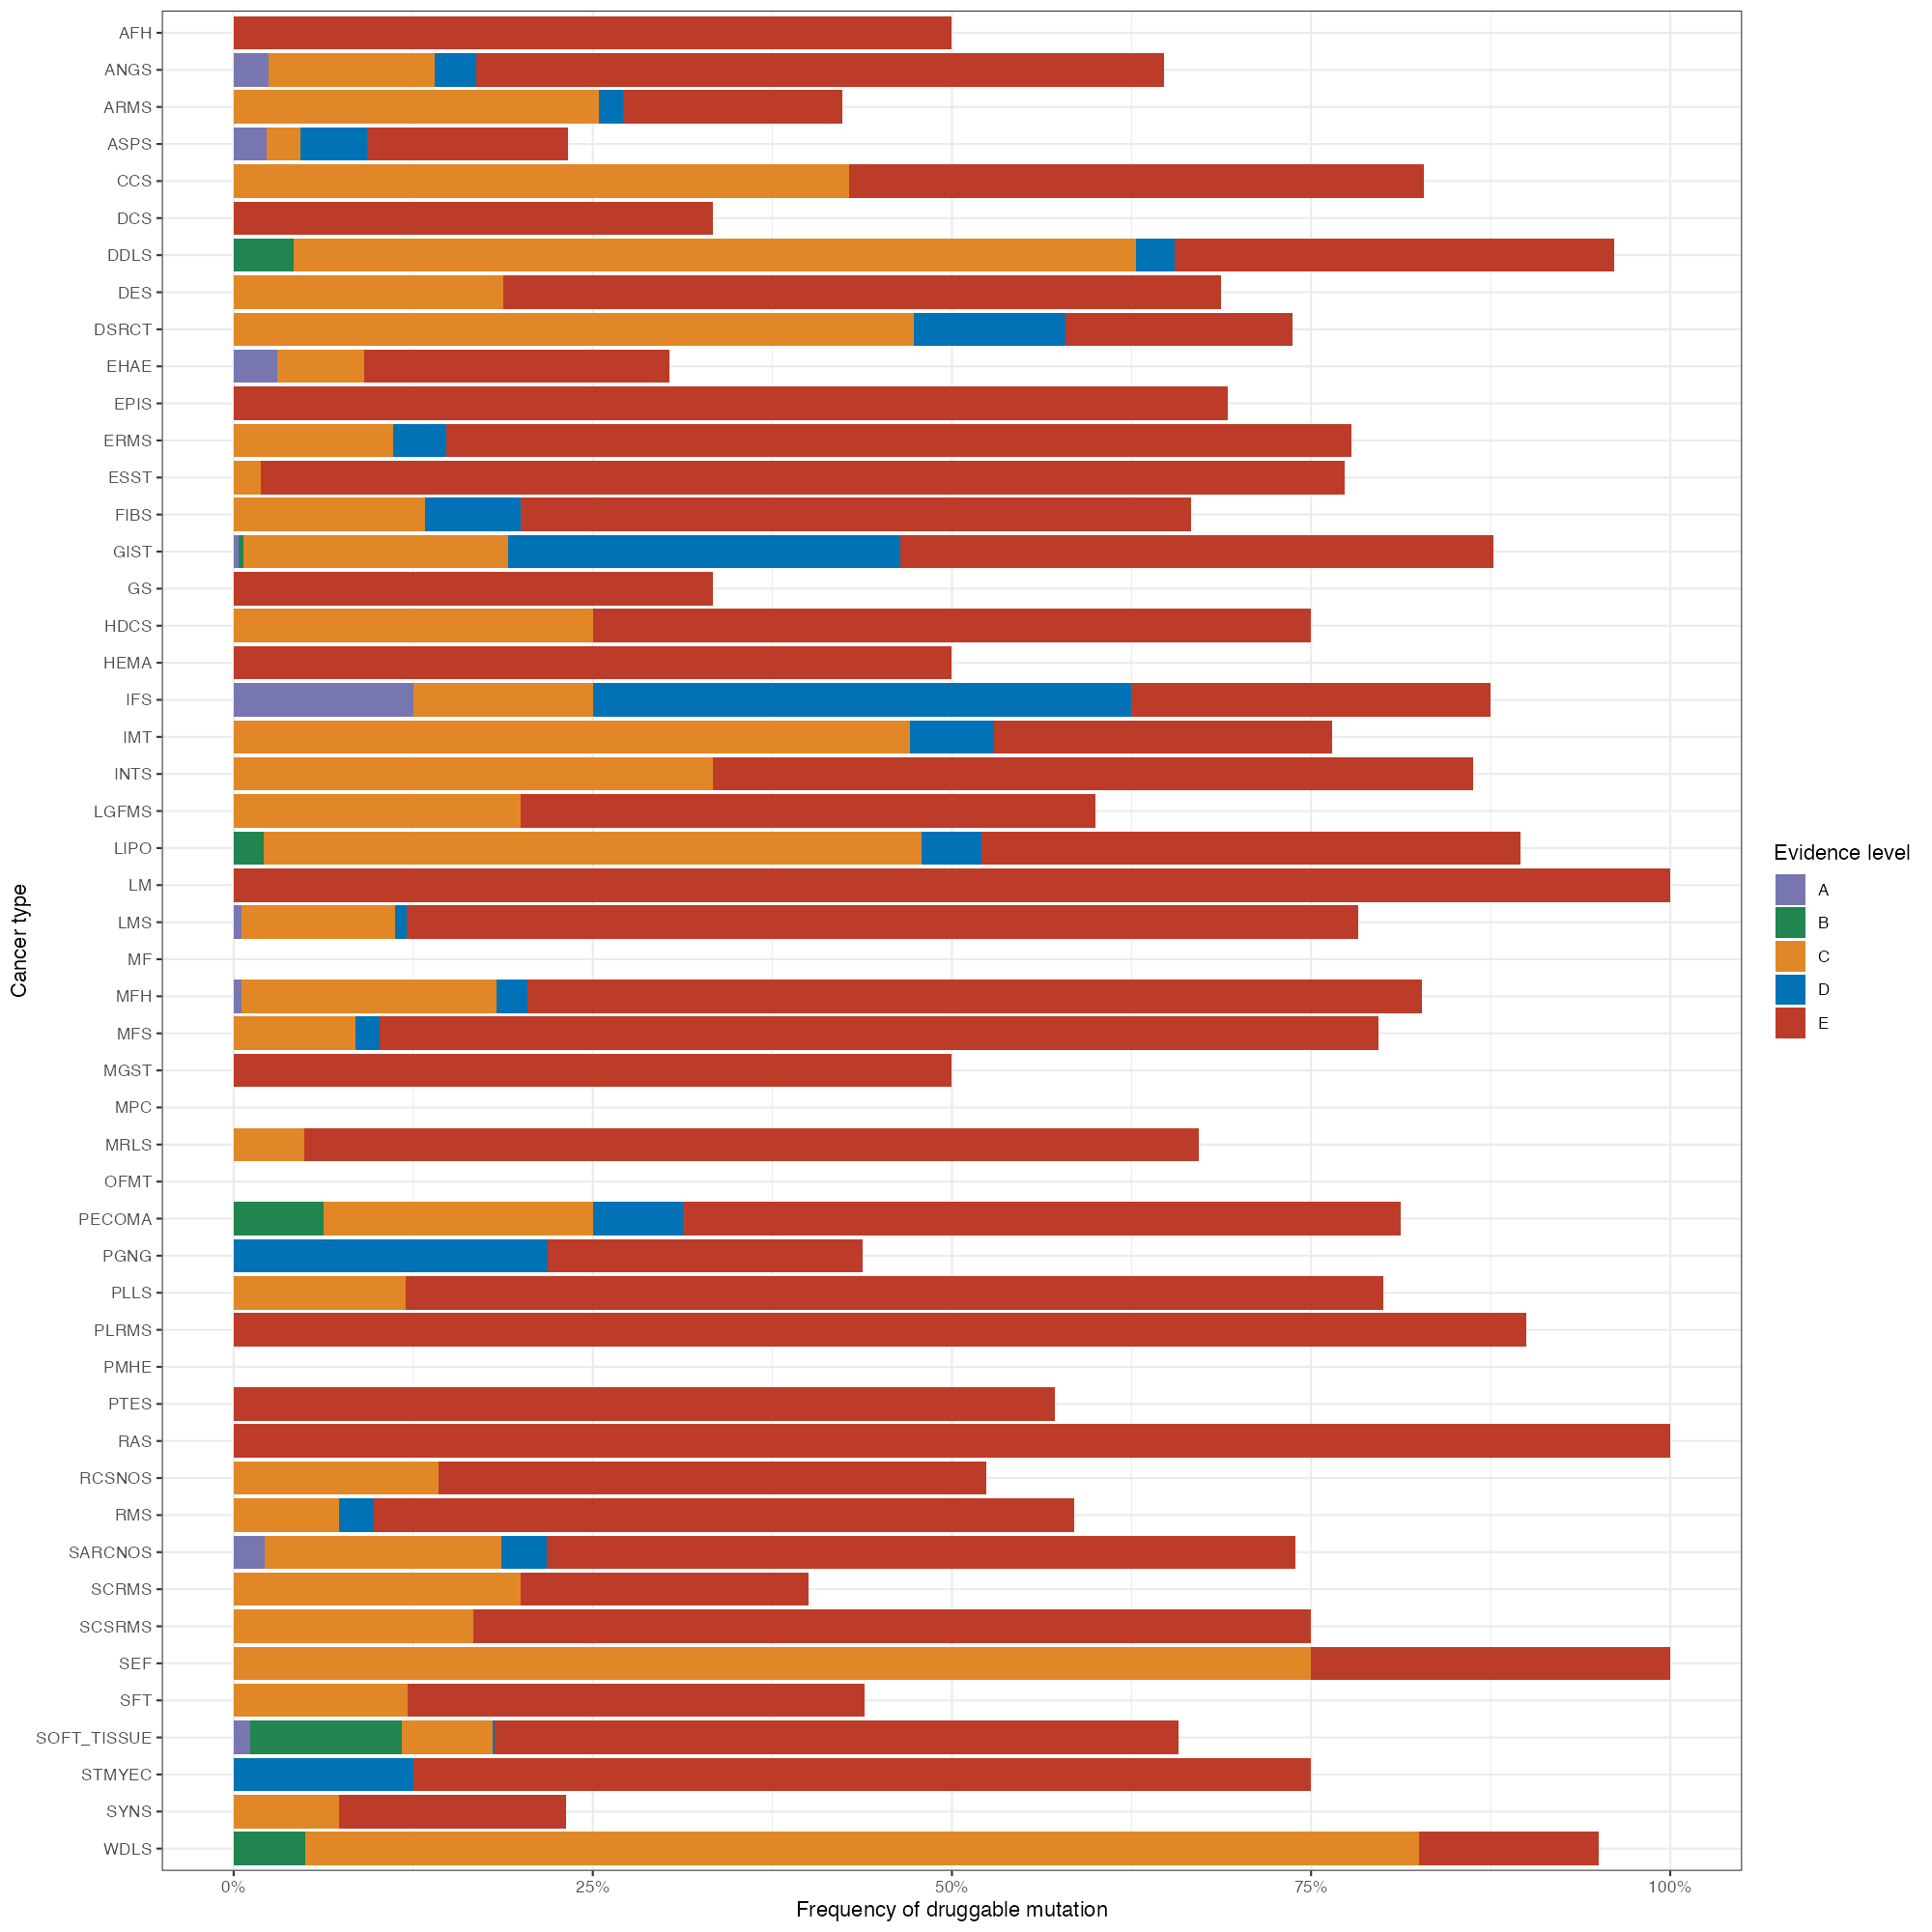 Cancer type
AFH
ANGS
ARMS
ASPS
CCS
DCS
DDLS
DES
DSRCT
EHAE
EPIS
ERMS
ESST
FIBS
GIST
GS
HDCS
HEMA
IFS
IMT
INTS
LGFMS
LIPO
LM
LMS
MF
MFH
MFS
MGST
MPC
MRLS
OFMT
PECOMA
PGNG
PLLS
PLRMS
PMHE
PTES
RAS
RCSNOS
RMS
SARCNOS
SCRMS
SCSRMS
SEF
SFT
SOFT_TISSUE
STMYEC
SYNS
WDLS
0% 25% 50% 75% 100%
Frequency of druggable mutation
Evidence level
A
B
C
D
E